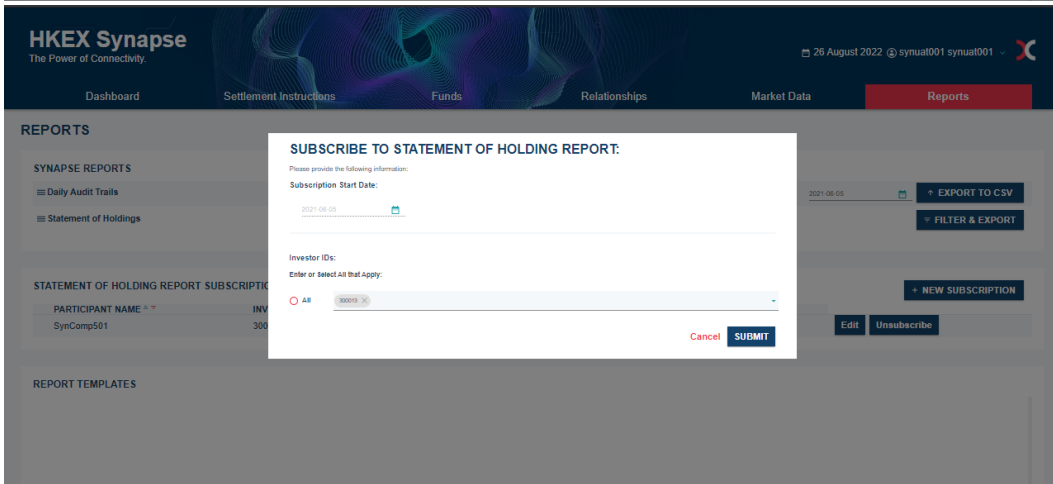 HKEX Synapse
The Power of Connectivity.
26 August 2022 synuat001 synuat001
Dashboard Settlement Instructions Funds Relationships Market Data Reports
REPORTS
SYNAPSE REPORTS
Daily Audit Trails 2021-08-05 EXPORT TO CSV
Statement of Holdings FILTER & EXPORT
SUBSCRIBE TO STATEMENT OF HOLDING REPORT:
Please provide the following information:
Subscription Start Date:
2021-08-05
Investor IDs:
Enter or Select All that Apply:
All 300013
Cancel SUBMIT
STATEMENT OF HOLDING REPORT SUBSCRIPTIO + NEW SUBSCRIPTION
PARTICIPANT NAME INV
SynComp501 300 Edit Unsubscribe
REPORT TEMPLATES